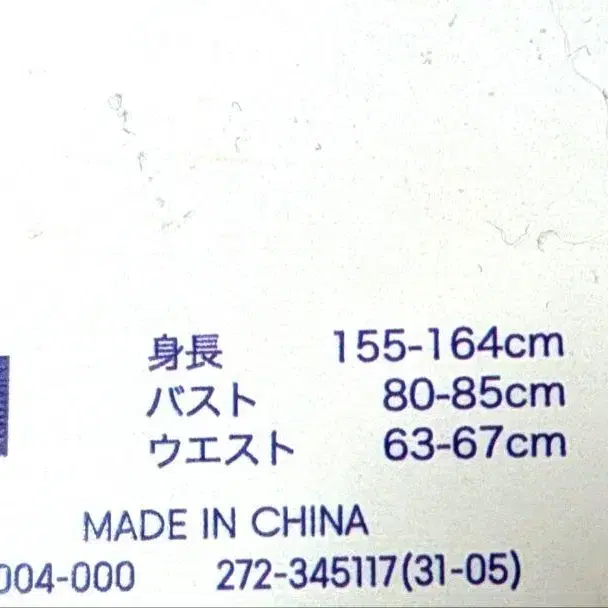 身長 155-164cm
バスト 80-85cm
ウエスト 63-67cm
MADE IN CHINA
004-000 272-345117(31-05)